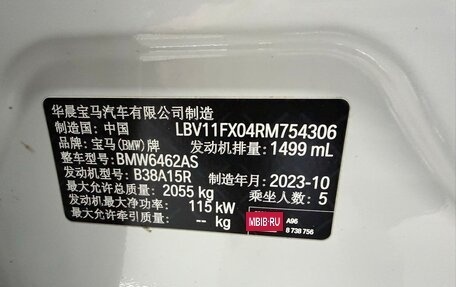 华晨宝马汽车有限公司制造
制造国：中国 LBV11FX04RM754306
品牌：宝马(BMW)牌 发动机排量：1499 mL
整车型号：BMW6462AS
发动机型号：B38A15R 制造年月：2023-10
最大允许总质量：2055 kg 乘坐人数：5
发动机最大净功率：115 kW
最大允许牵引质量：-- kg
MBIB.RU
A96
8 738 756